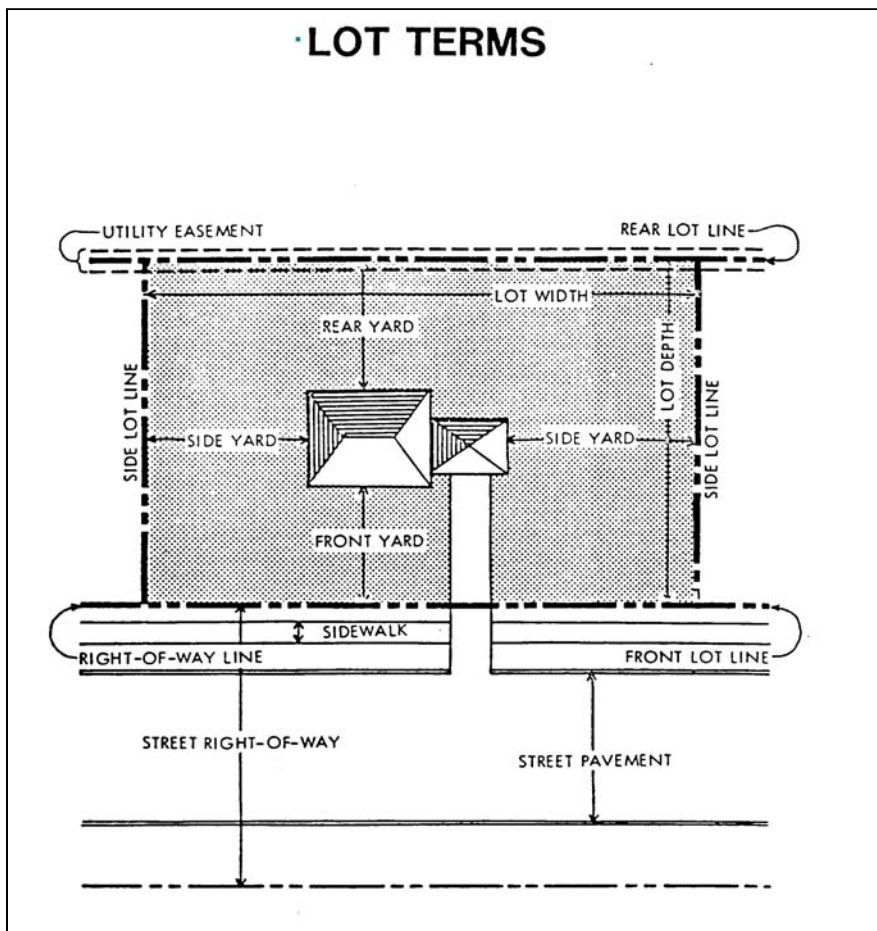 LOT TERMS
UTILITY EASEMENT
REAR LOT LINE
LOT WIDTH
REAR YARD
LOT DEPTH
SIDE LOT LINE
SIDE YARD
SIDE YARD
SIDE LOT LINE
FRONT YARD
SIDEWALK
RIGHT-OF-WAY LINE
FRONT LOT LINE
STREET RIGHT-OF-WAY
STREET PAVEMENT